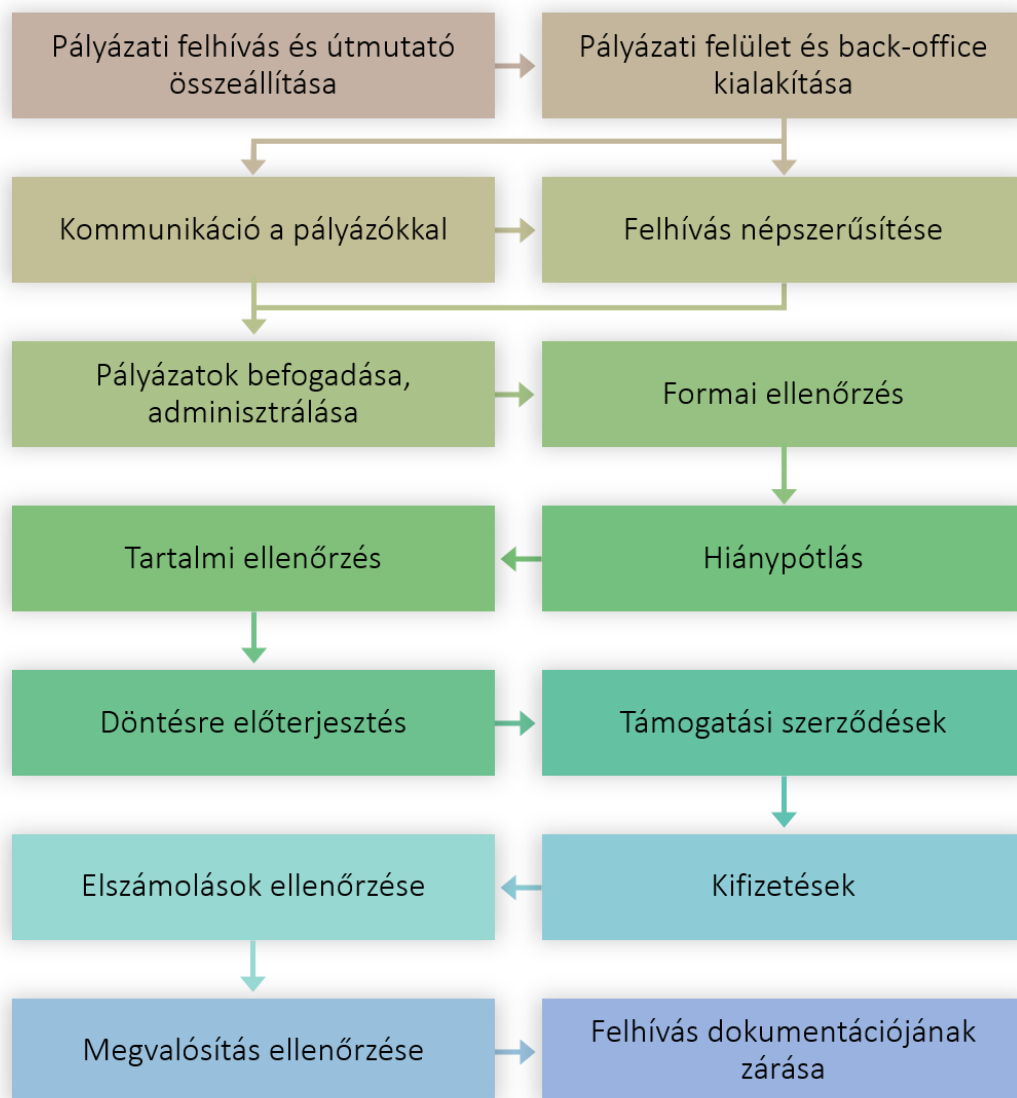 Pályázati felhívás és útmutató
összeállítása
Pályázati felület és back-office
kialakítása
Kommunikáció a pályázókkal
Felhívás népszerűsítése
Pályázatok befogadása,
adminisztrálása
Formai ellenőrzés
Tartalmi ellenőrzés
Hiánypótlás
Döntésre előterjesztés
Támogatási szerződések
Elszámolások ellenőrzése
Kifizetések
Megvalósítás ellenőrzése
Felhívás dokumentációjának
zárása